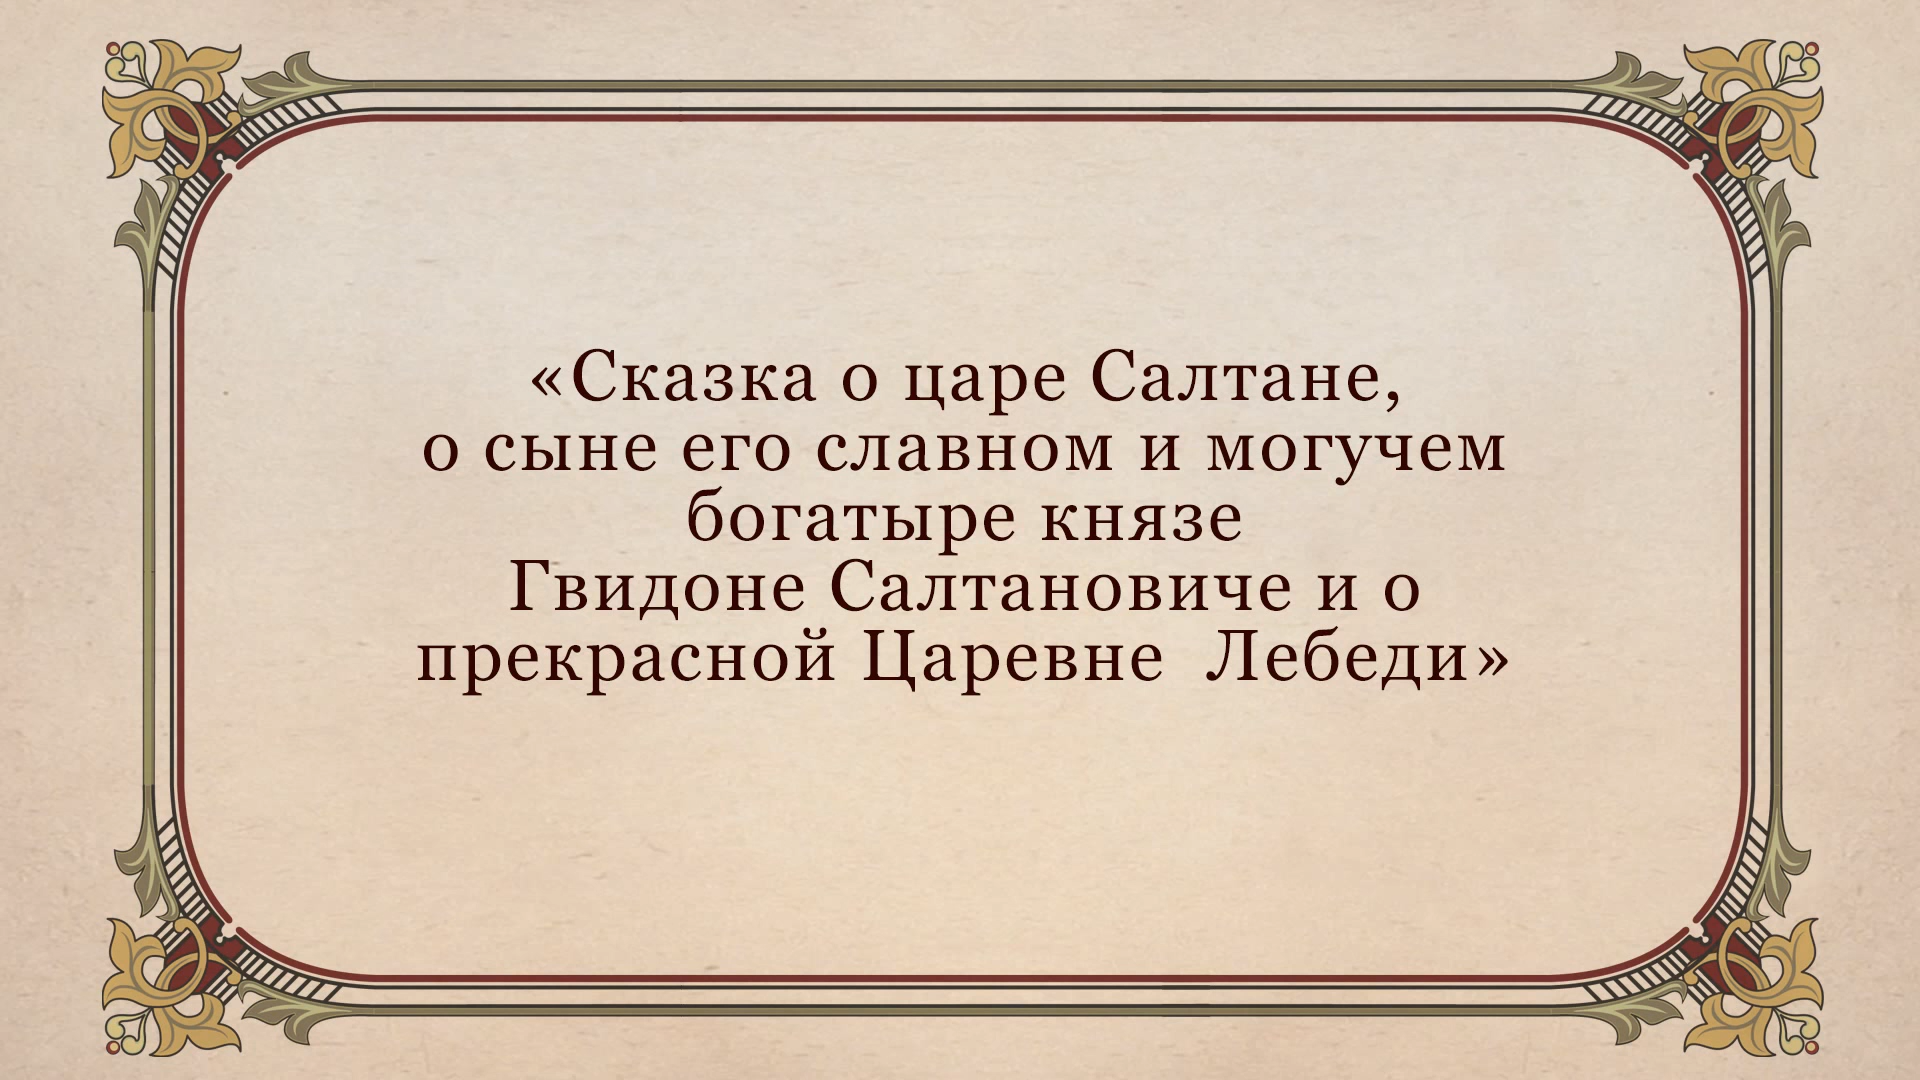 «Сказка о царе Салтане,
о сыне его славном и могучем
богатыре князе
Гвидоне Салтановиче и о
прекрасной Царевне  Лебеди»